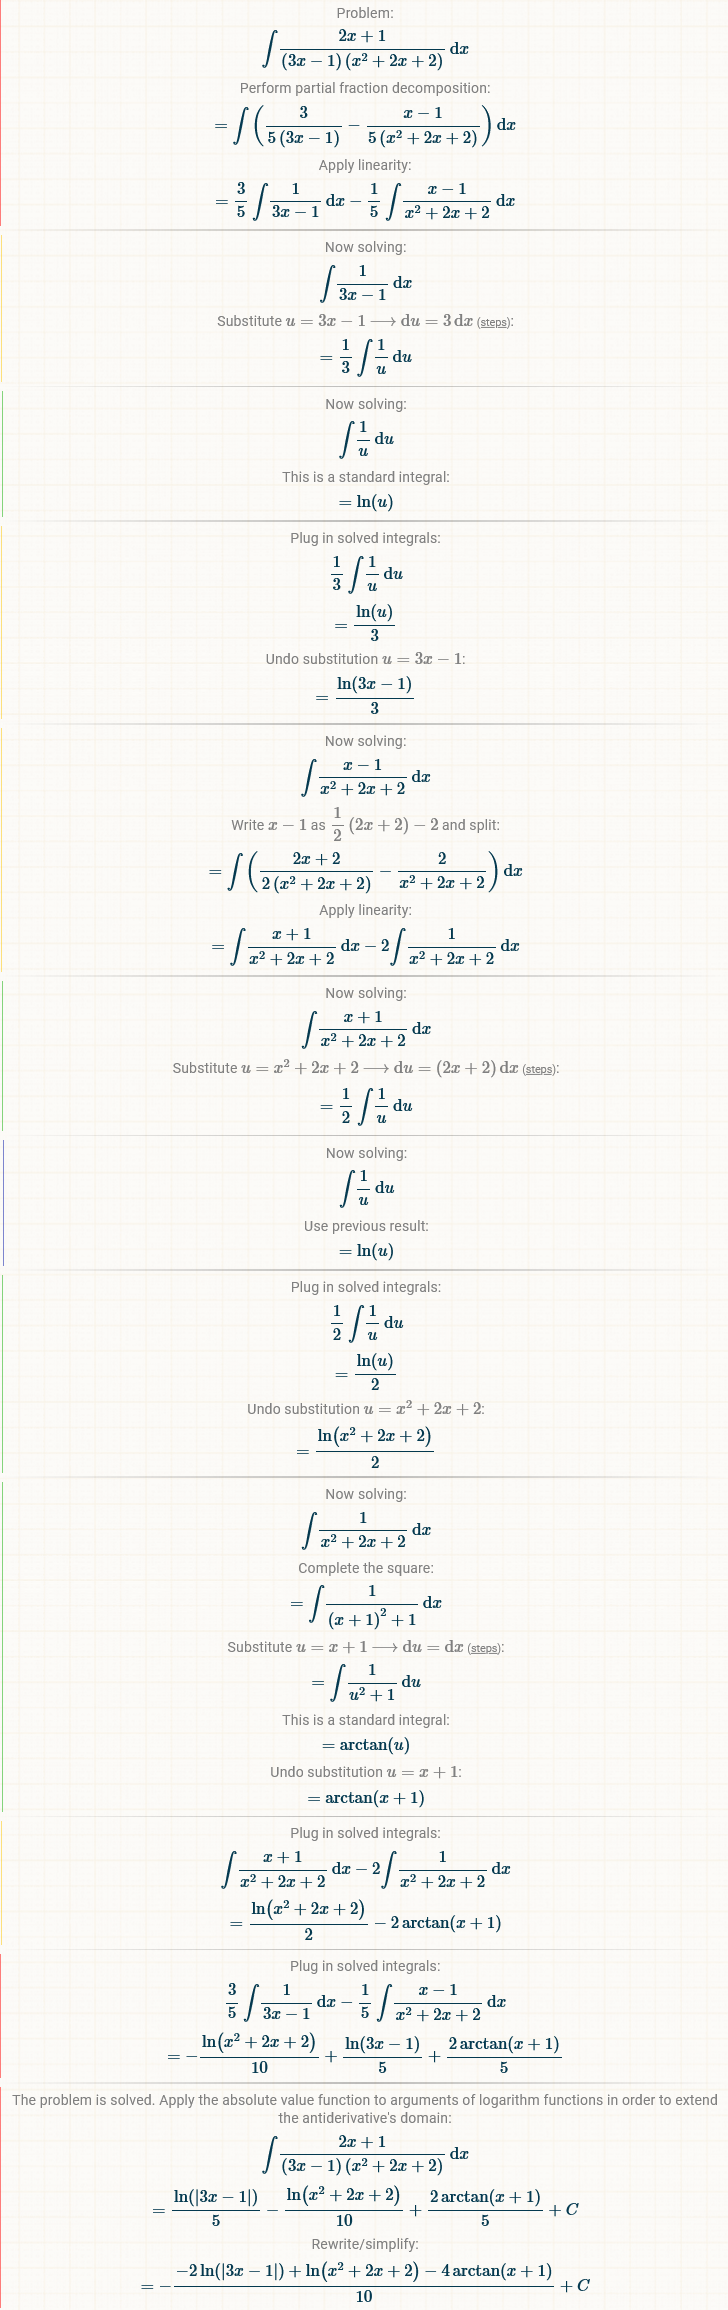 Problem:
∫ (2x + 1) / ((3x − 1)(x² + 2x + 2)) dx
Perform partial fraction decomposition:
= ∫ ( 3 / (5(3x − 1)) − (x − 1) / (5(x² + 2x + 2)) ) dx
Apply linearity:
= 3/5 ∫ 1/(3x − 1) dx − 1/5 ∫ (x − 1)/(x² + 2x + 2) dx
Now solving:
∫ 1/(3x − 1) dx
Substitute u = 3x − 1 ⟶ du = 3 dx (steps):
= 1/3 ∫ 1/u du
Now solving:
∫ 1/u du
This is a standard integral:
= ln(u)
Plug in solved integrals:
1/3 ∫ 1/u du
= ln(u)/3
Undo substitution u = 3x − 1:
= ln(3x − 1)/3
Now solving:
∫ (x − 1)/(x² + 2x + 2) dx
Write x − 1 as 1/2 (2x + 2) − 2 and split:
= ∫ ( (2x + 2)/(2(x² + 2x + 2)) − 2/(x² + 2x + 2) ) dx
Apply linearity:
= ∫ (x + 1)/(x² + 2x + 2) dx − 2 ∫ 1/(x² + 2x + 2) dx
Now solving:
∫ (x + 1)/(x² + 2x + 2) dx
Substitute u = x² + 2x + 2 ⟶ du = (2x + 2) dx (steps):
= 1/2 ∫ 1/u du
Now solving:
∫ 1/u du
Use previous result:
= ln(u)
Plug in solved integrals:
1/2 ∫ 1/u du
= ln(u)/2
Undo substitution u = x² + 2x + 2:
= ln(x² + 2x + 2)/2
Now solving:
∫ 1/(x² + 2x + 2) dx
Complete the square:
= ∫ 1/((x + 1)² + 1) dx
Substitute u = x + 1 ⟶ du = dx (steps):
= ∫ 1/(u² + 1) du
This is a standard integral:
= arctan(u)
Undo substitution u = x + 1:
= arctan(x + 1)
Plug in solved integrals:
∫ (x + 1)/(x² + 2x + 2) dx − 2 ∫ 1/(x² + 2x + 2) dx
= ln(x² + 2x + 2)/2 − 2 arctan(x + 1)
Plug in solved integrals:
3/5 ∫ 1/(3x − 1) dx − 1/5 ∫ (x − 1)/(x² + 2x + 2) dx
= − ln(x² + 2x + 2)/10 + ln(3x − 1)/5 + 2 arctan(x + 1)/5
The problem is solved. Apply the absolute value function to arguments of logarithm functions in order to extend
the antiderivative's domain:
∫ (2x + 1) / ((3x − 1)(x² + 2x + 2)) dx
= ln(|3x − 1|)/5 − ln(x² + 2x + 2)/10 + 2 arctan(x + 1)/5 + C
Rewrite/simplify:
= − (−2 ln(|3x − 1|) + ln(x² + 2x + 2) − 4 arctan(x + 1))/10 + C